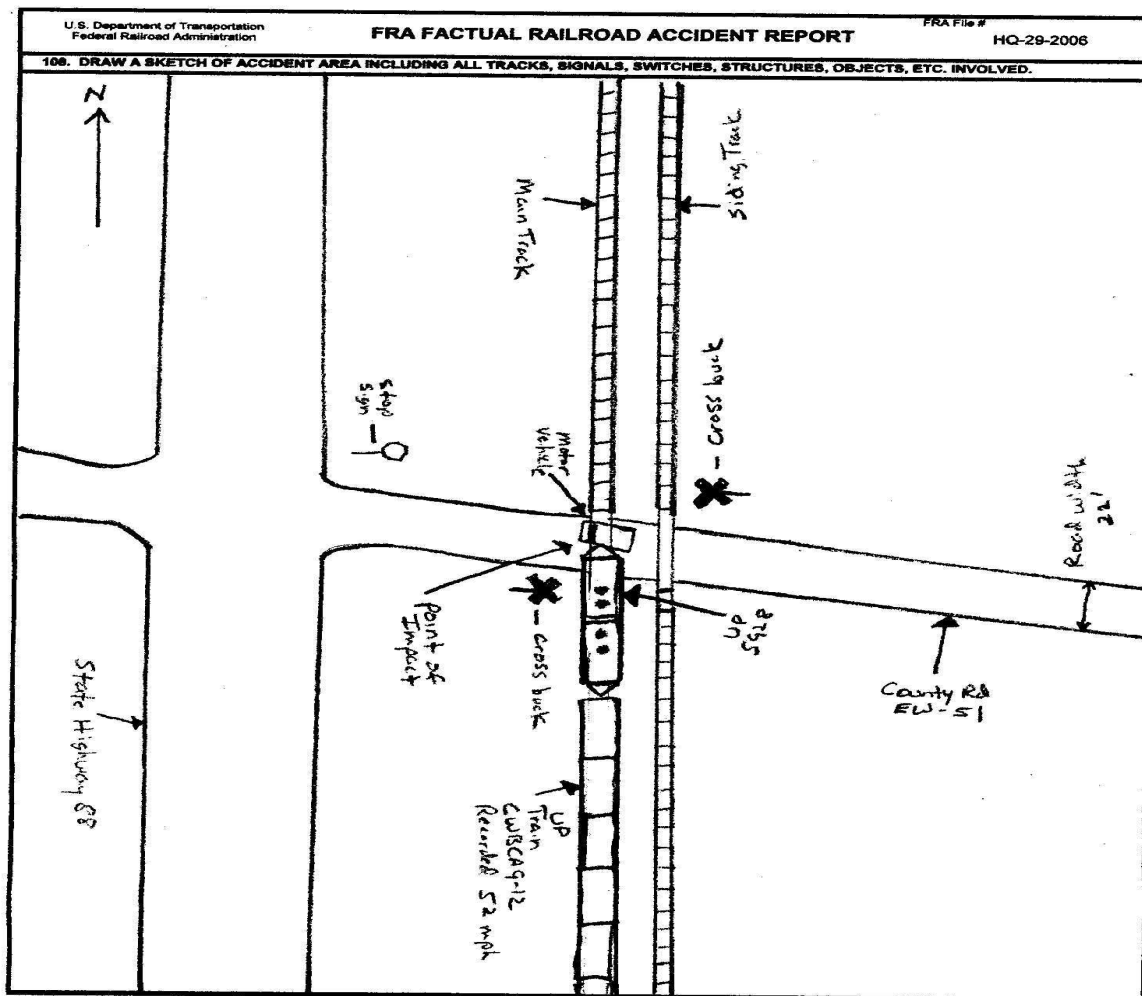 U.S. Department of Transportation
Federal Railroad Administration
FRA FACTUAL RAILROAD ACCIDENT REPORT
FRA File #
HQ-29-2006
108. DRAW A SKETCH OF ACCIDENT AREA INCLUDING ALL TRACKS, SIGNALS, SWITCHES, STRUCTURES, OBJECTS, ETC. INVOLVED.
N
Main Track
Siding Track
Stop
sign
motor
vehicle
- cross buck
Road width
22'
Point of
Impact
- cross buck
UP
5928
County Rd
EW-51
State Highway 88
UP
Train
CWBCAG-12
Recorded 52 mph